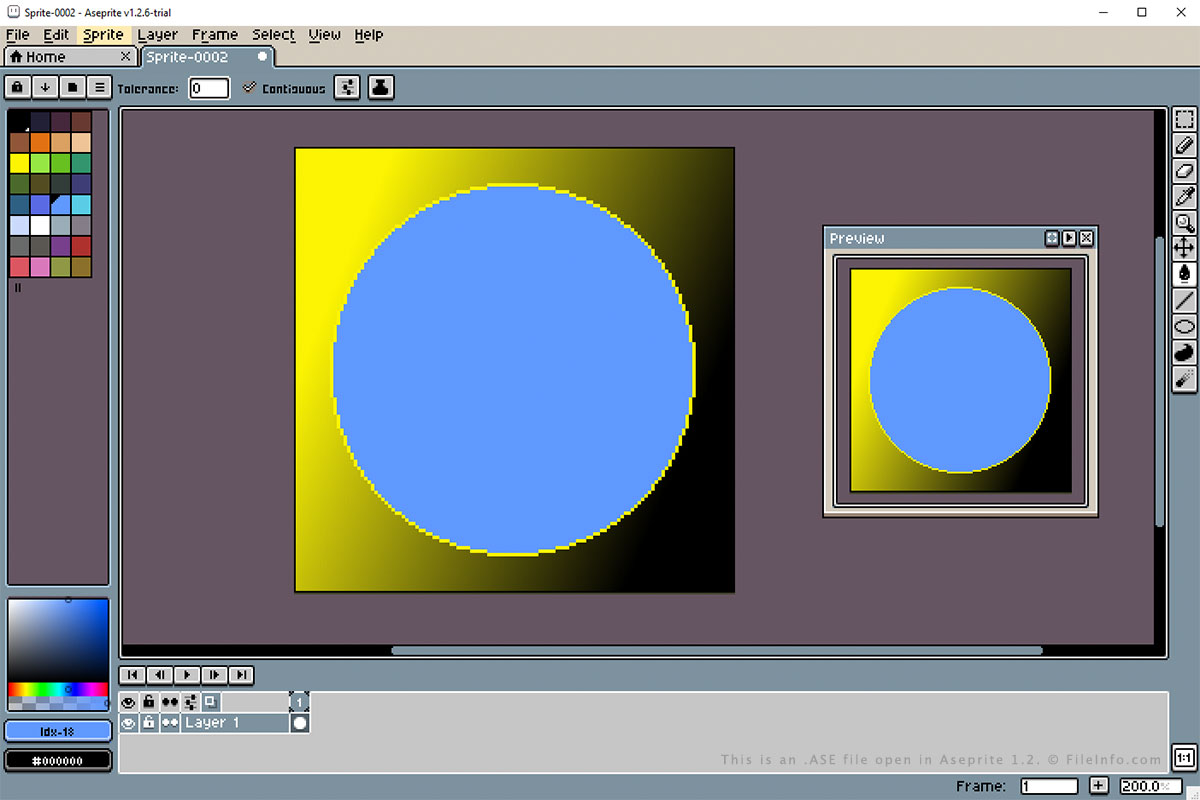 Sprite-0002 - Aseprite v1.2.6-trial
File Edit Sprite Layer Frame Select View Help
Home Sprite-0002
Tolerance: 0 Contiguous
Preview
Idx-18
#000000
1
Layer 1
This is an .ASE file open in Aseprite 1.2. © FileInfo.com
1:1
Frame: 1 + 200.0%